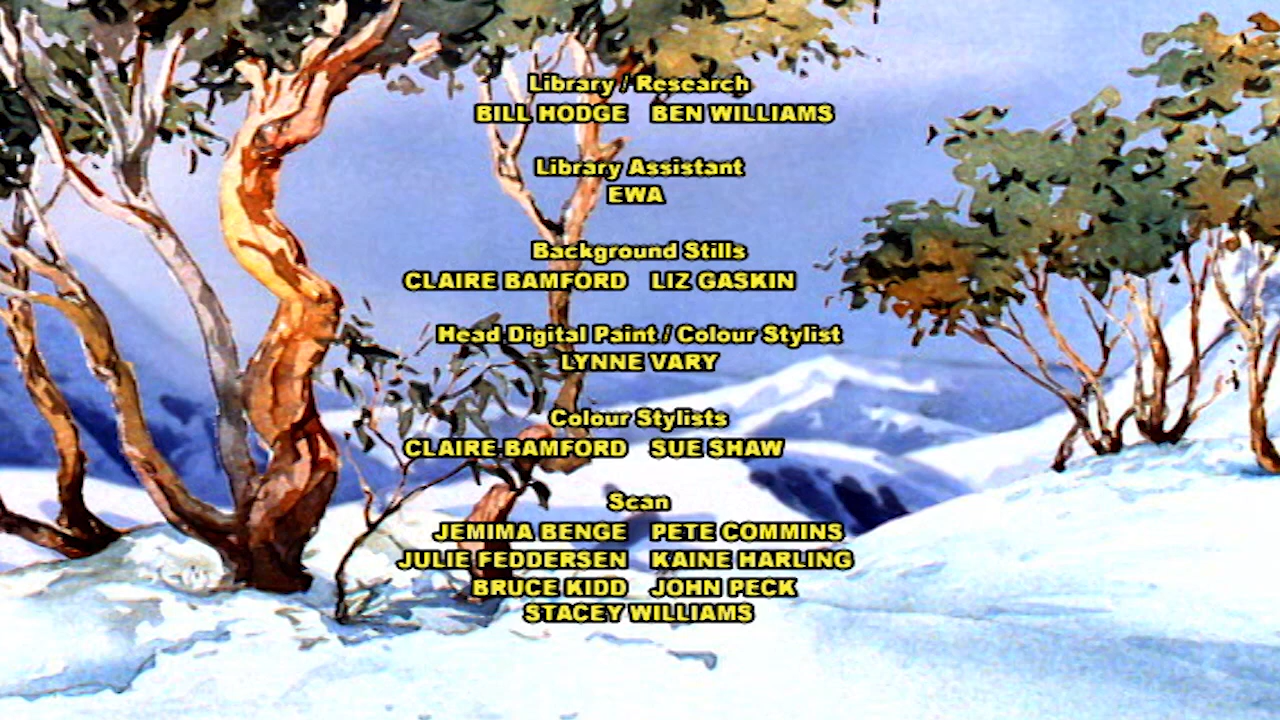 Library / Research
BILL HODGE BEN WILLIAMS
Library Assistant
EWA
Background Stills
CLAIRE BAMFORD LIZ GASKIN
Head Digital Paint / Colour Stylist
LYNNE VARY
Colour Stylists
CLAIRE BAMFORD SUE SHAW
Scan
JEMIMA BENGE PETE COMMINS
JULIE FEDDERSEN KAINE HARLING
BRUCE KIDD JOHN PECK
STACEY WILLIAMS